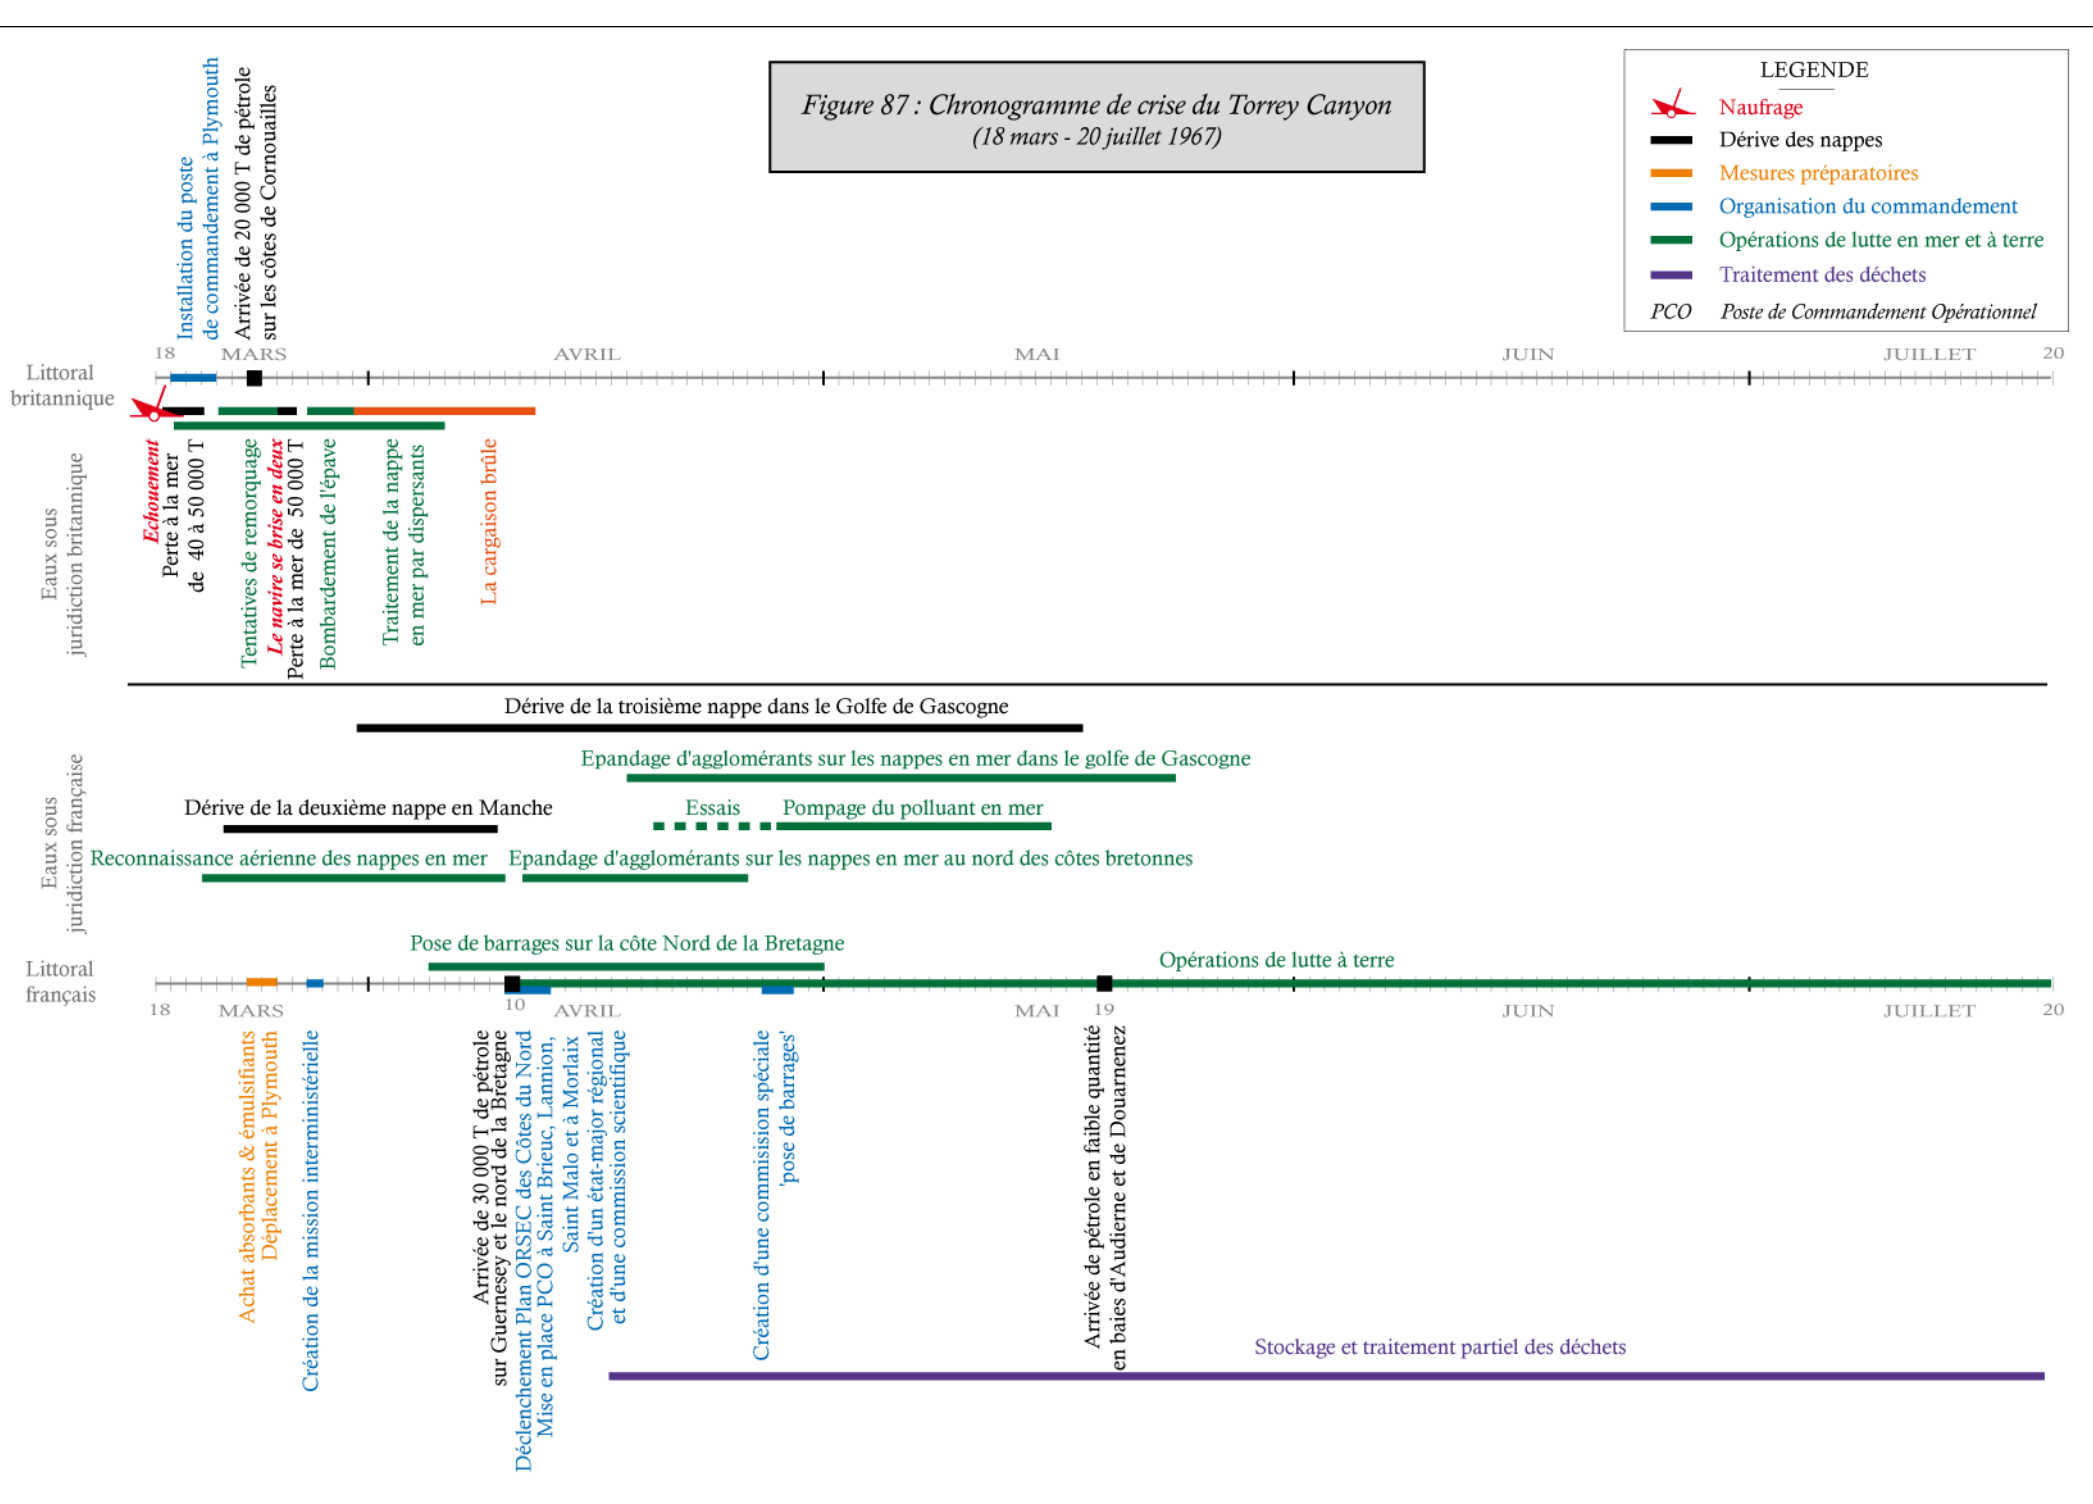 Figure 87 : Chronogramme de crise du Torrey Canyon
(18 mars - 20 juillet 1967)
LEGENDE
Naufrage
Dérive des nappes
Mesures préparatoires
Organisation du commandement
Opérations de lutte en mer et à terre
Traitement des déchets
PCO Poste de Commandement Opérationnel
Installation du poste
de commandement à Plymouth
Arrivée de 20 000 T de pétrole
sur les côtes de Cornouailles
18 MARS AVRIL MAI JUIN JUILLET 20
Littoral
britannique
Eaux sous
juridiction britannique
Echouement
Perte à la mer
de 40 à 50 000 T
Tentatives de remorquage
Le navire se brise en deux
Perte à la mer de 50 000 T
Bombardement de l'épave
Traitement de la nappe
en mer par dispersants
La cargaison brûle
Dérive de la troisième nappe dans le Golfe de Gascogne
Epandage d'agglomérants sur les nappes en mer dans le golfe de Gascogne
Eaux sous
juridiction française
Dérive de la deuxième nappe en Manche
Essais
Pompage du polluant en mer
Reconnaissance aérienne des nappes en mer
Epandage d'agglomérants sur les nappes en mer au nord des côtes bretonnes
Pose de barrages sur la côte Nord de la Bretagne
Opérations de lutte à terre
Littoral
français
18 MARS 10 AVRIL MAI 19 JUIN JUILLET 20
Achat absorbants & émulsifiants
Déplacement à Plymouth
Création de la mission interministérielle
Arrivée de 30 000 T de pétrole
sur Guernesey et le nord de la Bretagne
Déclenchement Plan ORSEC des Côtes du Nord
Mise en place PCO à Saint Brieuc, Lannion,
Saint Malo et à Morlaix
Création d'un état-major régional
et d'une commission scientifique
Création d'une commisision spéciale
'pose de barrages'
Arrivée de pétrole en faible quantité
en baies d'Audierne et de Douarnenez
Stockage et traitement partiel des déchets